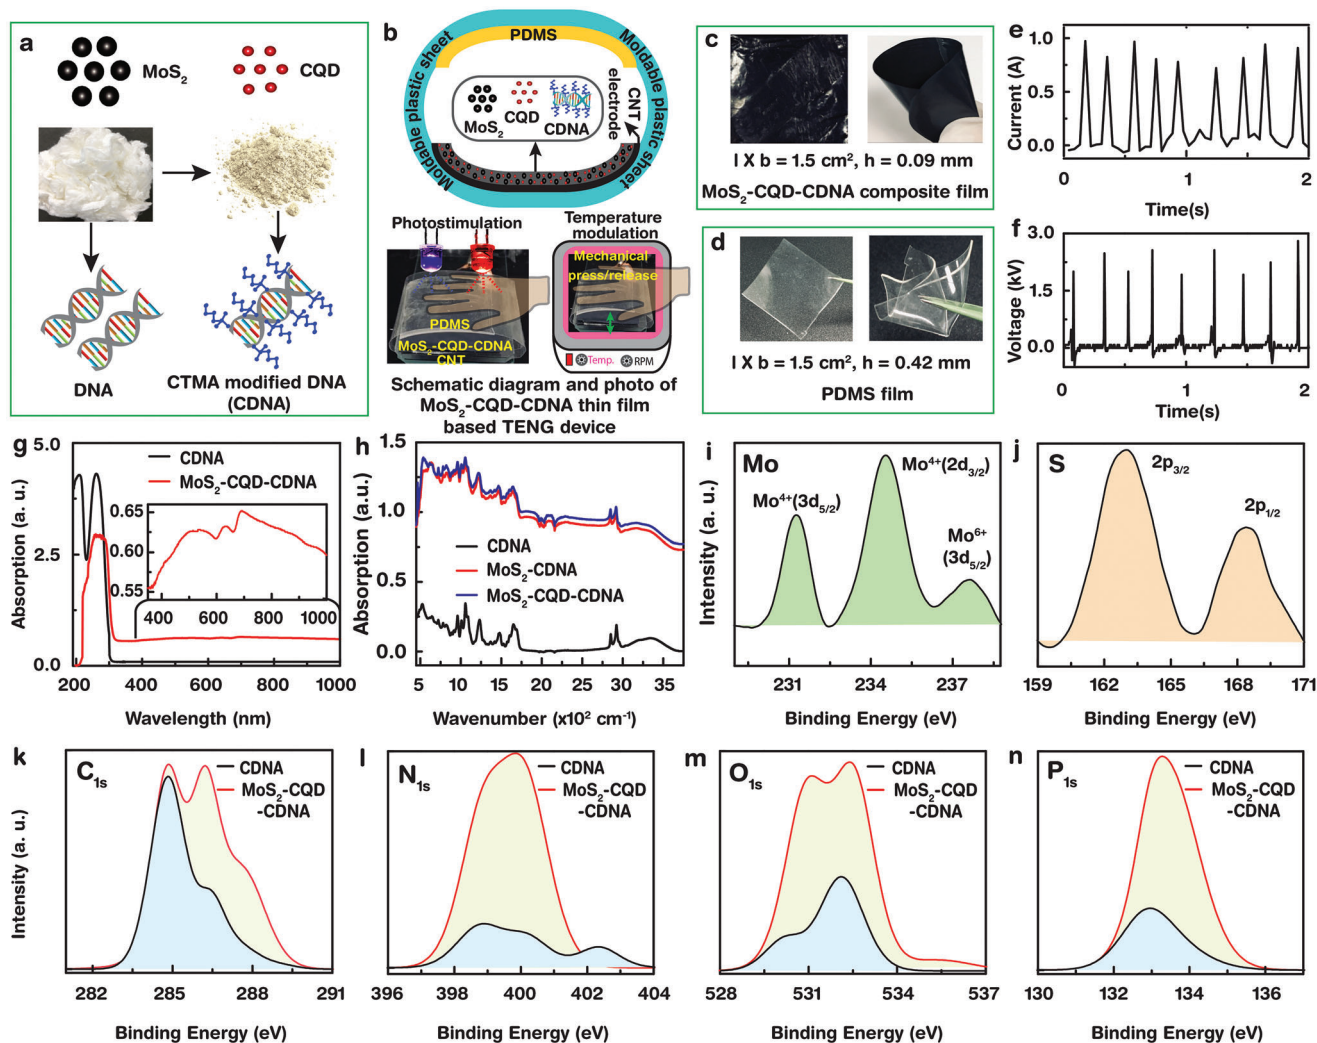 a
MoS2
CQD
DNA
CTMA modified DNA
(CDNA)
b
Moldable plastic sheet
PDMS
Moldable plastic sheet
MoS2
CQD
CDNA
CNT
electrode
Moldable plastic sheet
Moldable plastic sheet
Photostimulation
PDMS
MoS2-CQD-CDNA
CNT
Temperature
modulation
Mechanical
press/release
Temp.
RPM
Schematic diagram and photo of
MoS2-CQD-CDNA thin film
based TENG device
c
l X b = 1.5 cm², h = 0.09 mm
MoS2-CQD-CDNA composite film
d
l X b = 1.5 cm², h = 0.42 mm
PDMS film
e
Current (A)
1.0
0.5
0.0
0
1
2
Time(s)
f
Voltage (kV)
3.0
1.5
0.0
0
1
2
Time(s)
g
Absorption (a. u.)
5.0
2.5
0.0
CDNA
MoS2-CQD-CDNA
0.65
0.60
0.55
400 600 800 1000
200 400 600 800 1000
Wavelength (nm)
h
Absorption (a.u.)
1.5
1.0
0.5
0.0
CDNA
MoS2-CDNA
MoS2-CQD-CDNA
5 10 15 20 25 30 35
Wavenumber (x10² cm⁻¹)
i
Mo
Intensity (a. u.)
Mo4+(3d5/2)
Mo4+(2d3/2)
Mo6+
(3d5/2)
231 234 237
Binding Energy (eV)
j
S
2p3/2
2p1/2
159 162 165 168 171
Binding Energy (eV)
k
C1s
Intensity (a. u.)
CDNA
MoS2-CQD
-CDNA
282 285 288 291
Binding Energy (eV)
l
N1s
CDNA
MoS2-CQD
-CDNA
396 398 400 402 404
Binding Energy (eV)
m
O1s
CDNA
MoS2-CQD
-CDNA
528 531 534 537
Binding Energy (eV)
n
P1s
CDNA
MoS2-CQD
-CDNA
130 132 134 136
Binding Energy (eV)